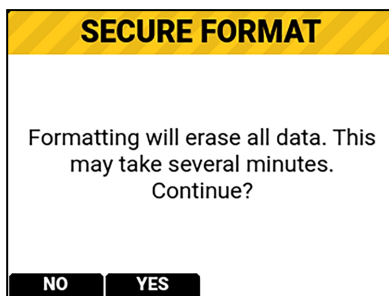 SECURE FORMAT
Formatting will erase all data. This
may take several minutes.
Continue?
NO YES